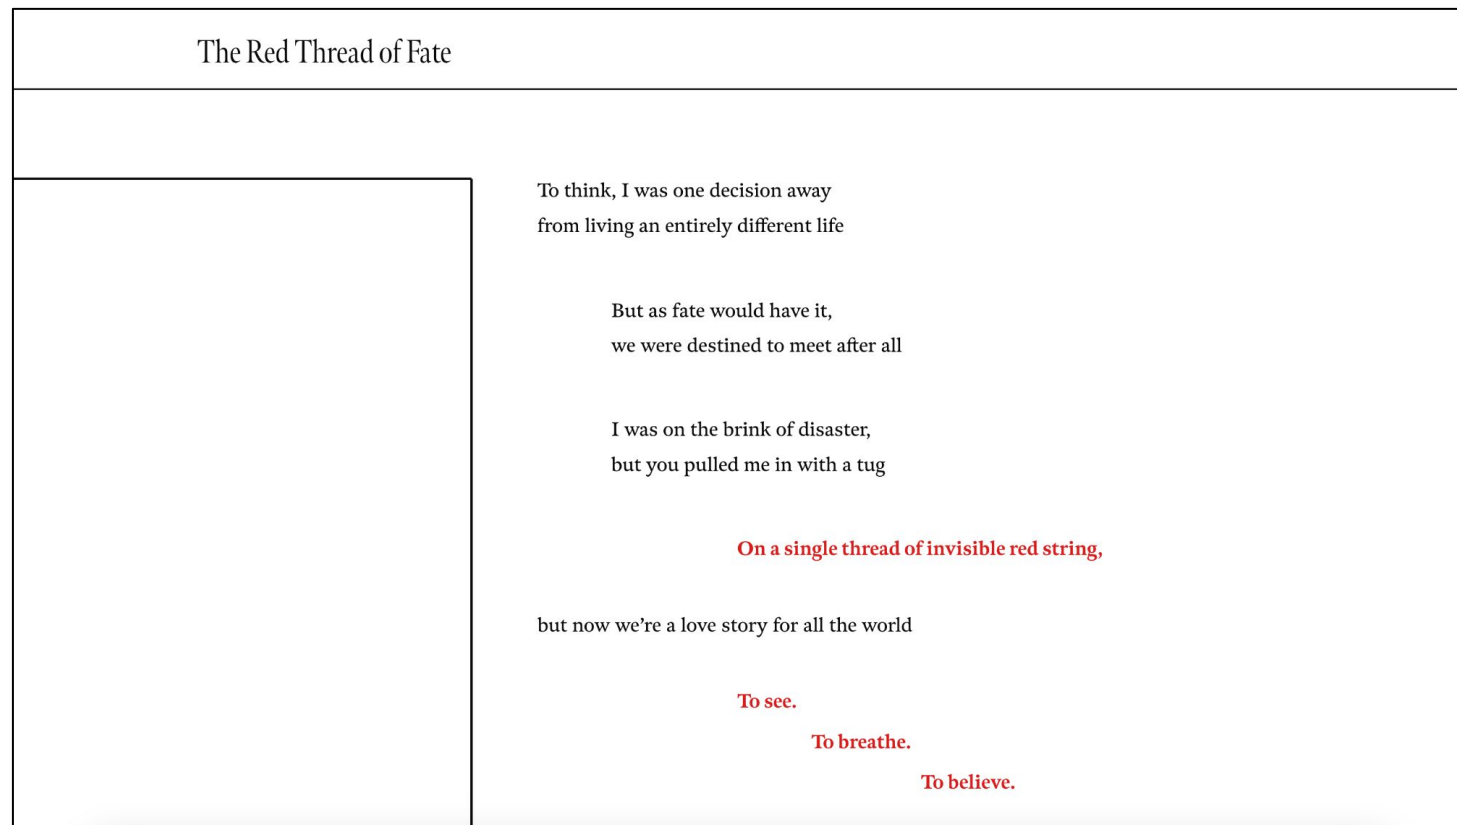 The Red Thread of Fate
To think, I was one decision away
from living an entirely different life
But as fate would have it,
we were destined to meet after all
I was on the brink of disaster,
but you pulled me in with a tug
On a single thread of invisible red string,
but now we’re a love story for all the world
To see.
To breathe.
To believe.